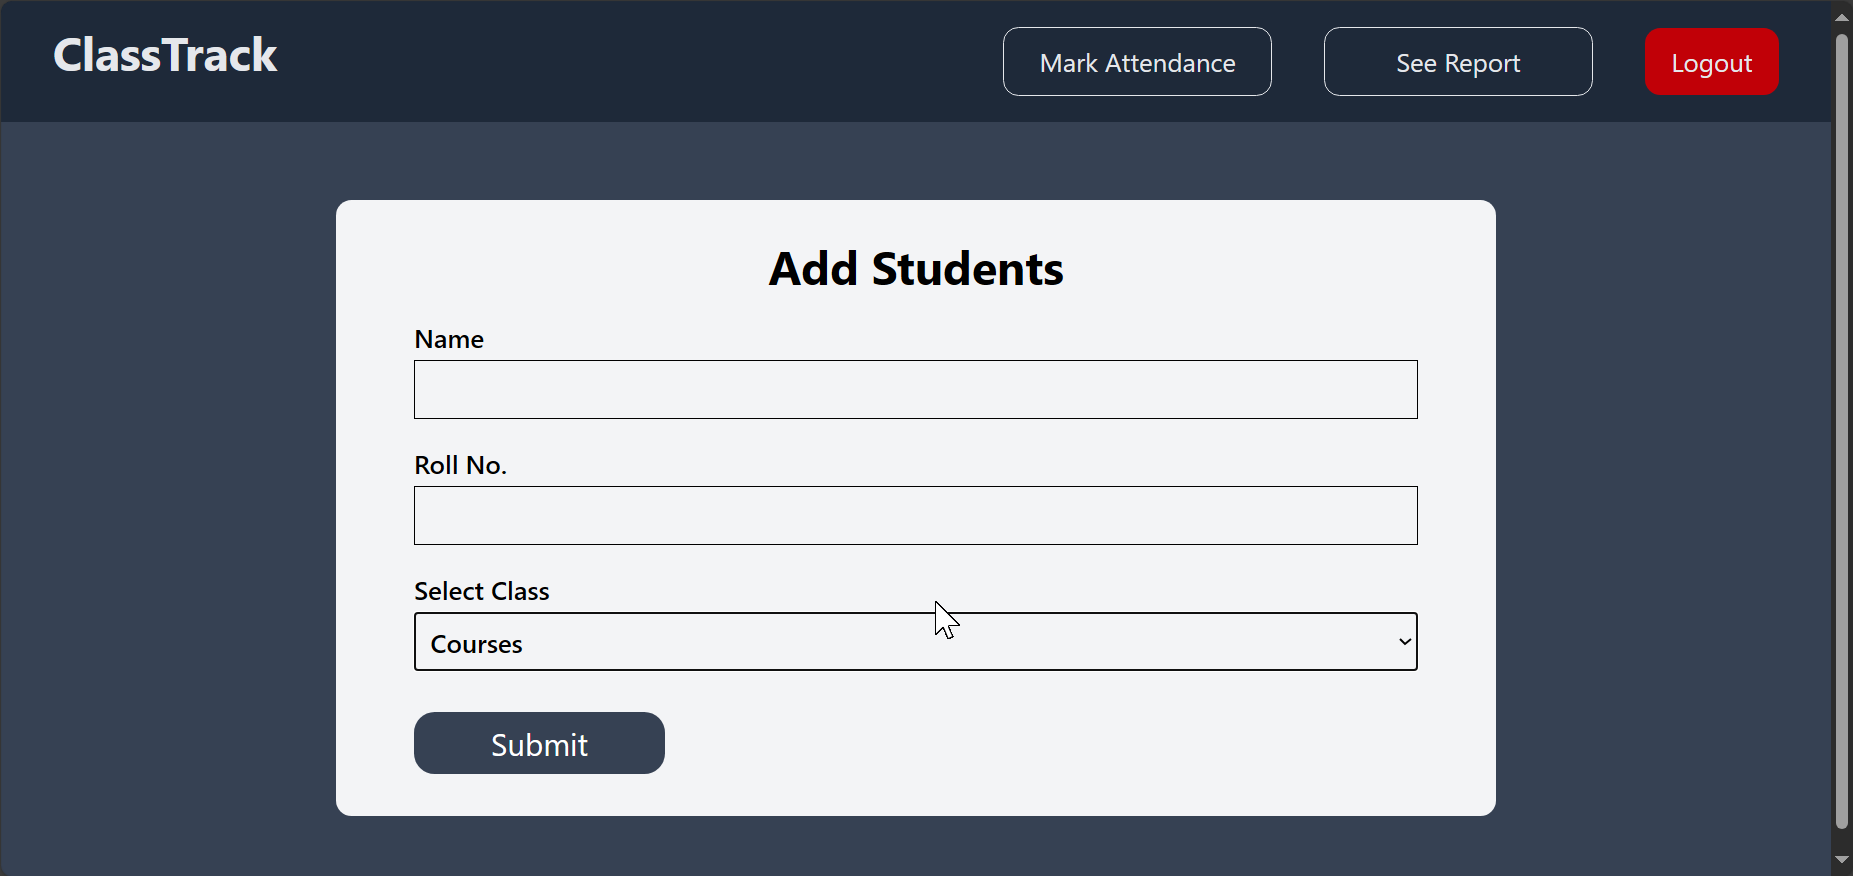 ClassTrack
Mark Attendance
See Report
Logout
Add Students
Name
Roll No.
Select Class
Courses
Submit